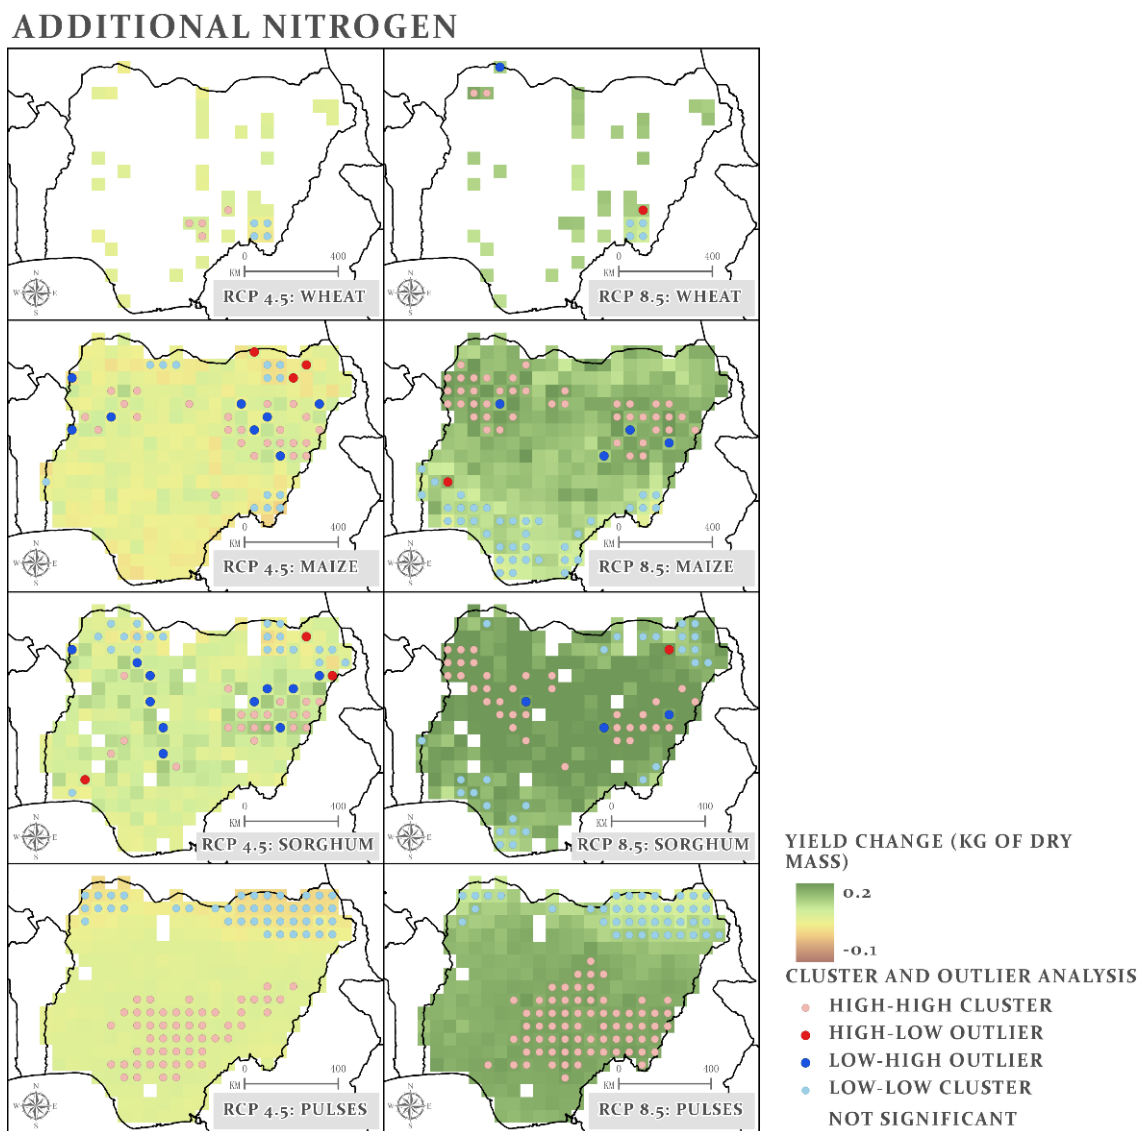 ADDITIONAL NITROGEN
N
W E
S
0 400
KM
RCP 4.5: WHEAT
N
W E
S
0 400
KM
RCP 8.5: WHEAT
N
W E
S
0 400
KM
RCP 4.5: MAIZE
N
W E
S
0 400
KM
RCP 8.5: MAIZE
N
W E
S
0 400
KM
RCP 4.5: SORGHUM
N
W E
S
0 400
KM
RCP 8.5: SORGHUM
N
W E
S
0 400
KM
RCP 4.5: PULSES
N
W E
S
0 400
KM
RCP 8.5: PULSES
YIELD CHANGE (KG OF DRY
MASS)
0.2
-0.1
CLUSTER AND OUTLIER ANALYSIS
HIGH-HIGH CLUSTER
HIGH-LOW OUTLIER
LOW-HIGH OUTLIER
LOW-LOW CLUSTER
NOT SIGNIFICANT